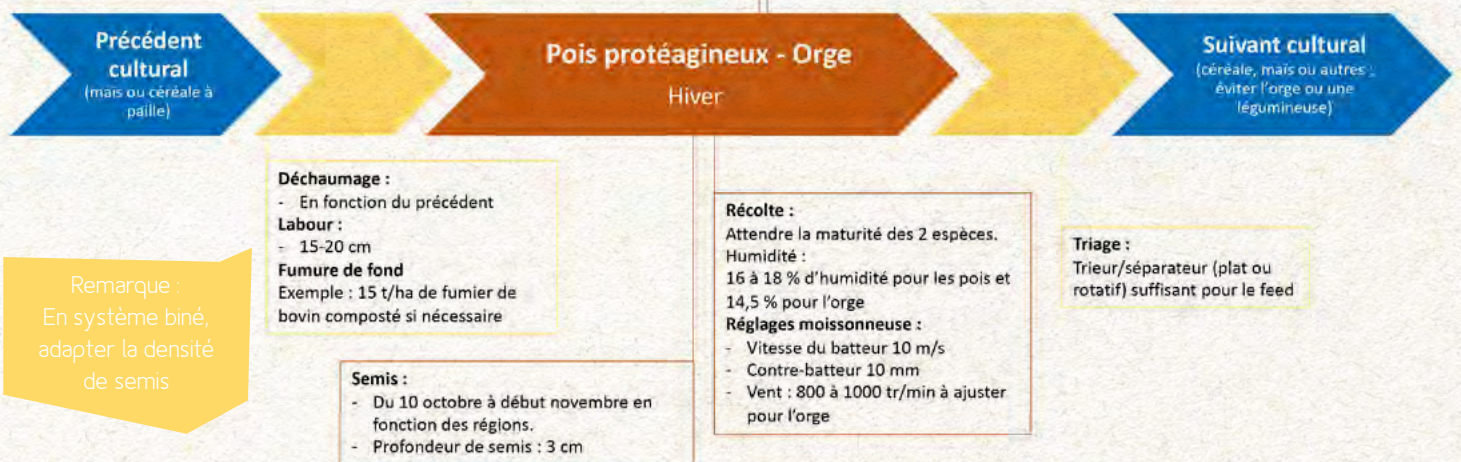 Précédent
cultural
(maïs ou céréale à
paille)
Pois protéagineux - Orge
Hiver
Suivant cultural
(céréale, maïs ou autres ;
éviter l'orge ou une
légumineuse)
Déchaumage :
- En fonction du précédent
Labour :
- 15-20 cm
Fumure de fond
Exemple : 15 t/ha de fumier de
bovin composté si nécessaire
Remarque :
En système biné,
adapter la densité
de semis
Semis :
- Du 10 octobre à début novembre en
fonction des régions.
- Profondeur de semis : 3 cm
Récolte :
Attendre la maturité des 2 espèces.
Humidité :
16 à 18 % d'humidité pour les pois et
14,5 % pour l'orge
Réglages moissonneuse :
- Vitesse du batteur 10 m/s
- Contre-batteur 10 mm
- Vent : 800 à 1000 tr/min à ajuster
pour l'orge
Triage :
Trieur/séparateur (plat ou
rotatif) suffisant pour le feed